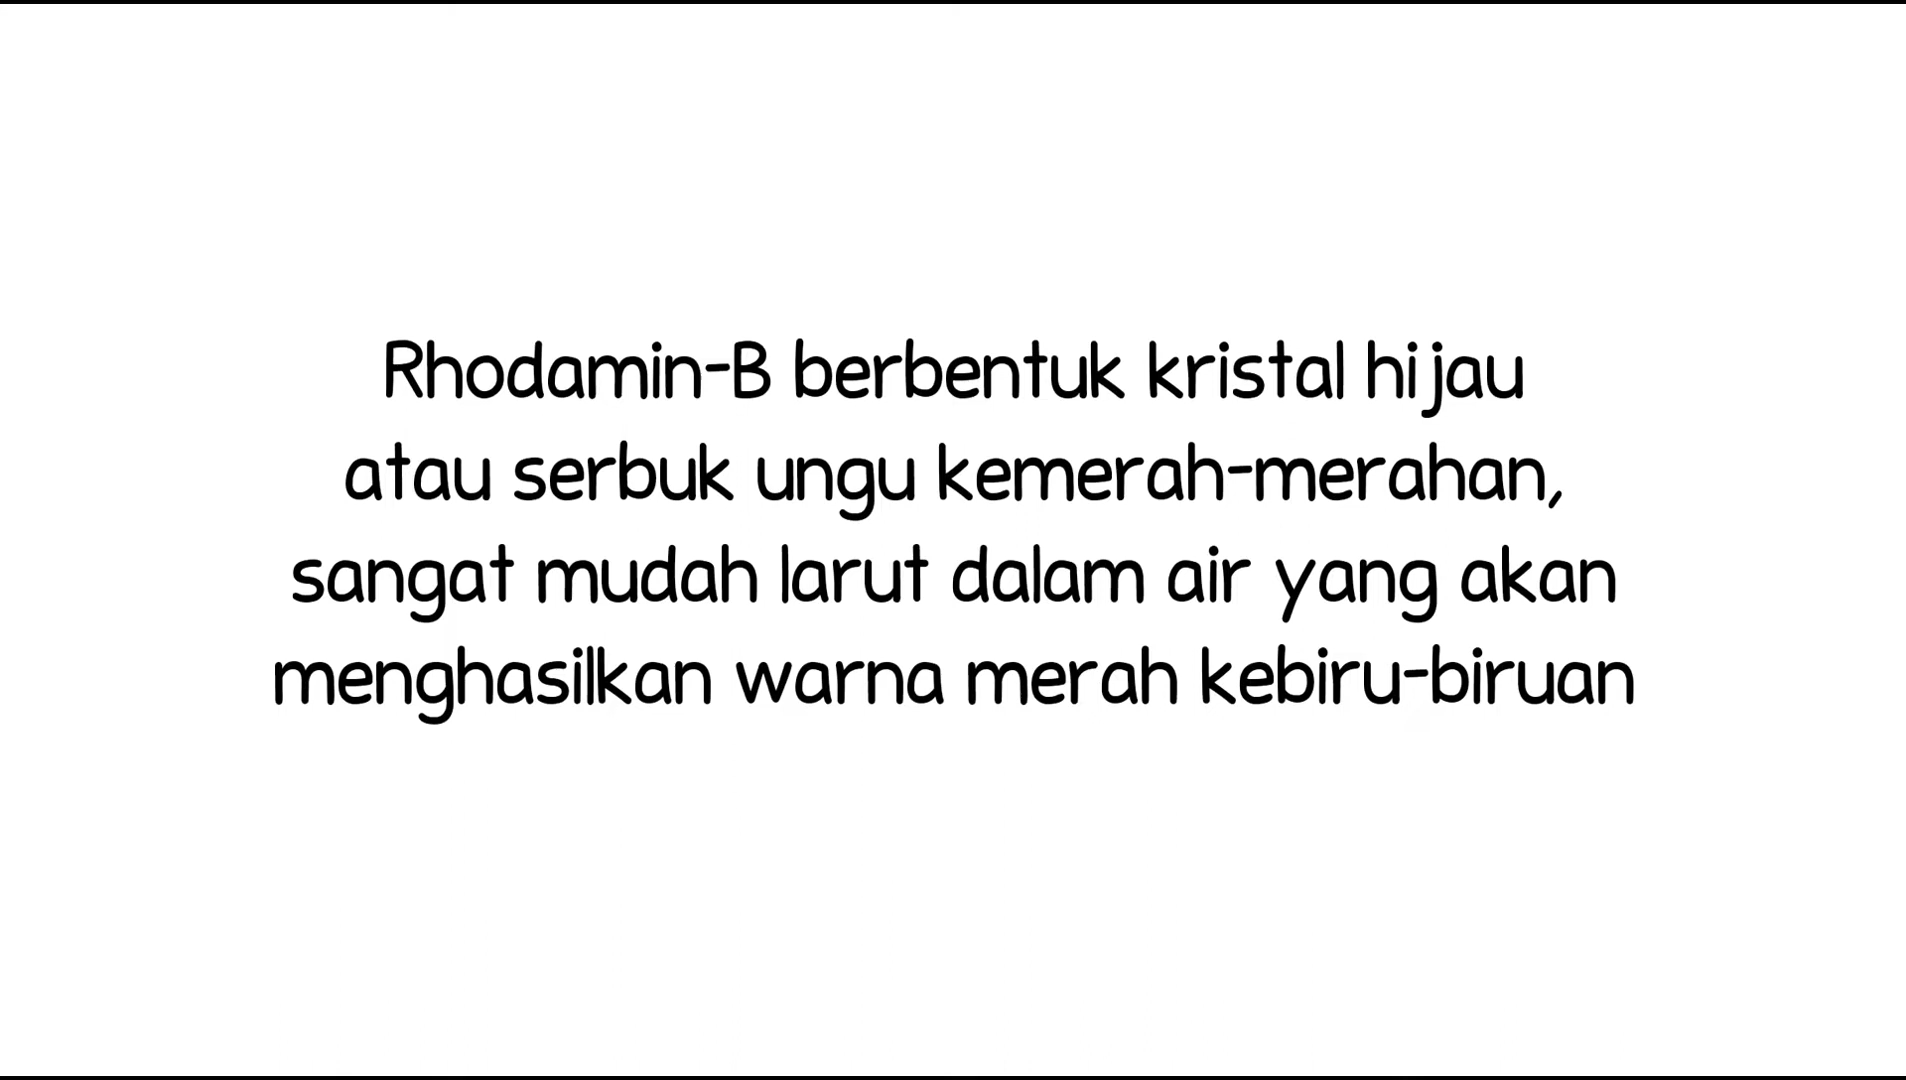 Rhodamin-B berbentuk kristal hijau
atau serbuk ungu kemerah-merahan,
sangat mudah larut dalam air yang akan
menghasilkan warna merah kebiru-biruan